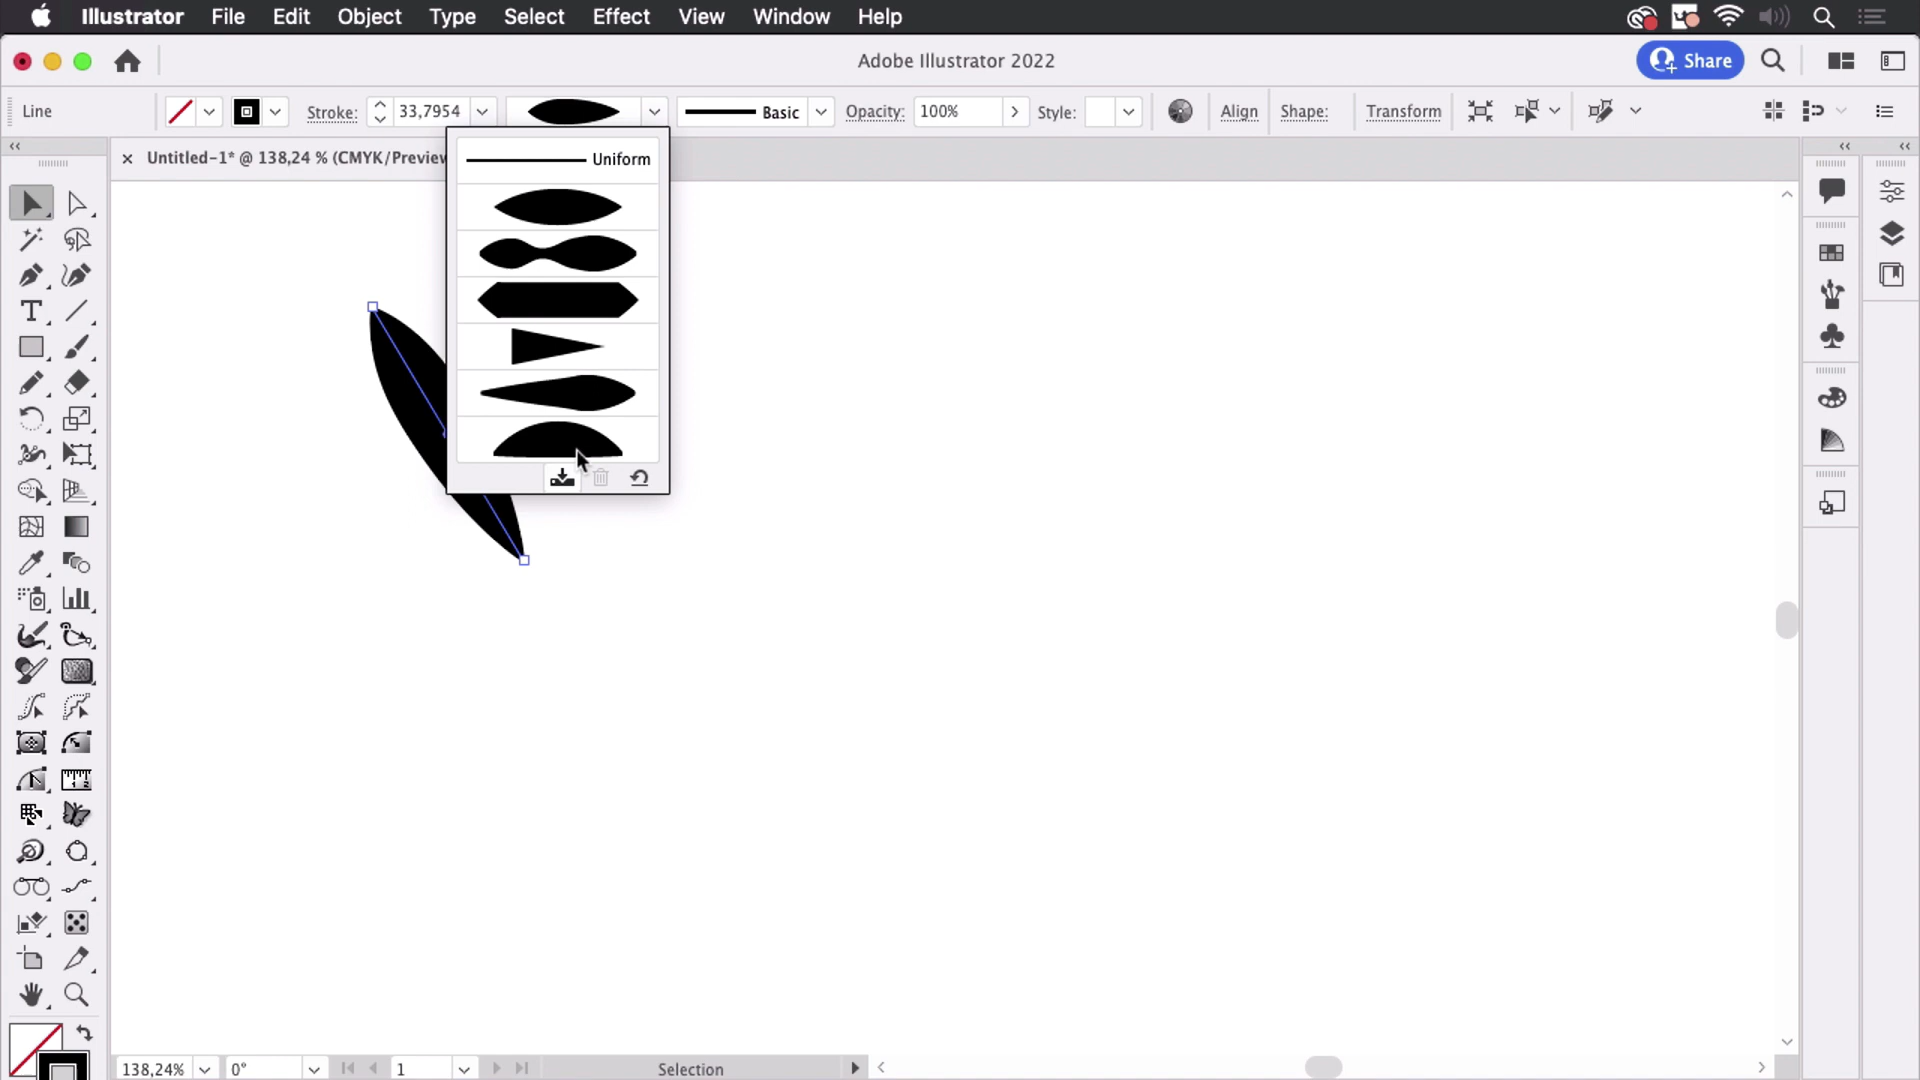 Illustrator File Edit Object Type Select Effect View Window Help
Adobe Illustrator 2022
Share
Line
Stroke:
33,7954
Basic
Opacity:
100%
Style:
Align
Shape:
Transform
× Untitled-1* @ 138,24 % (CMYK/Preview
Uniform
138,24%
0°
1
Selection